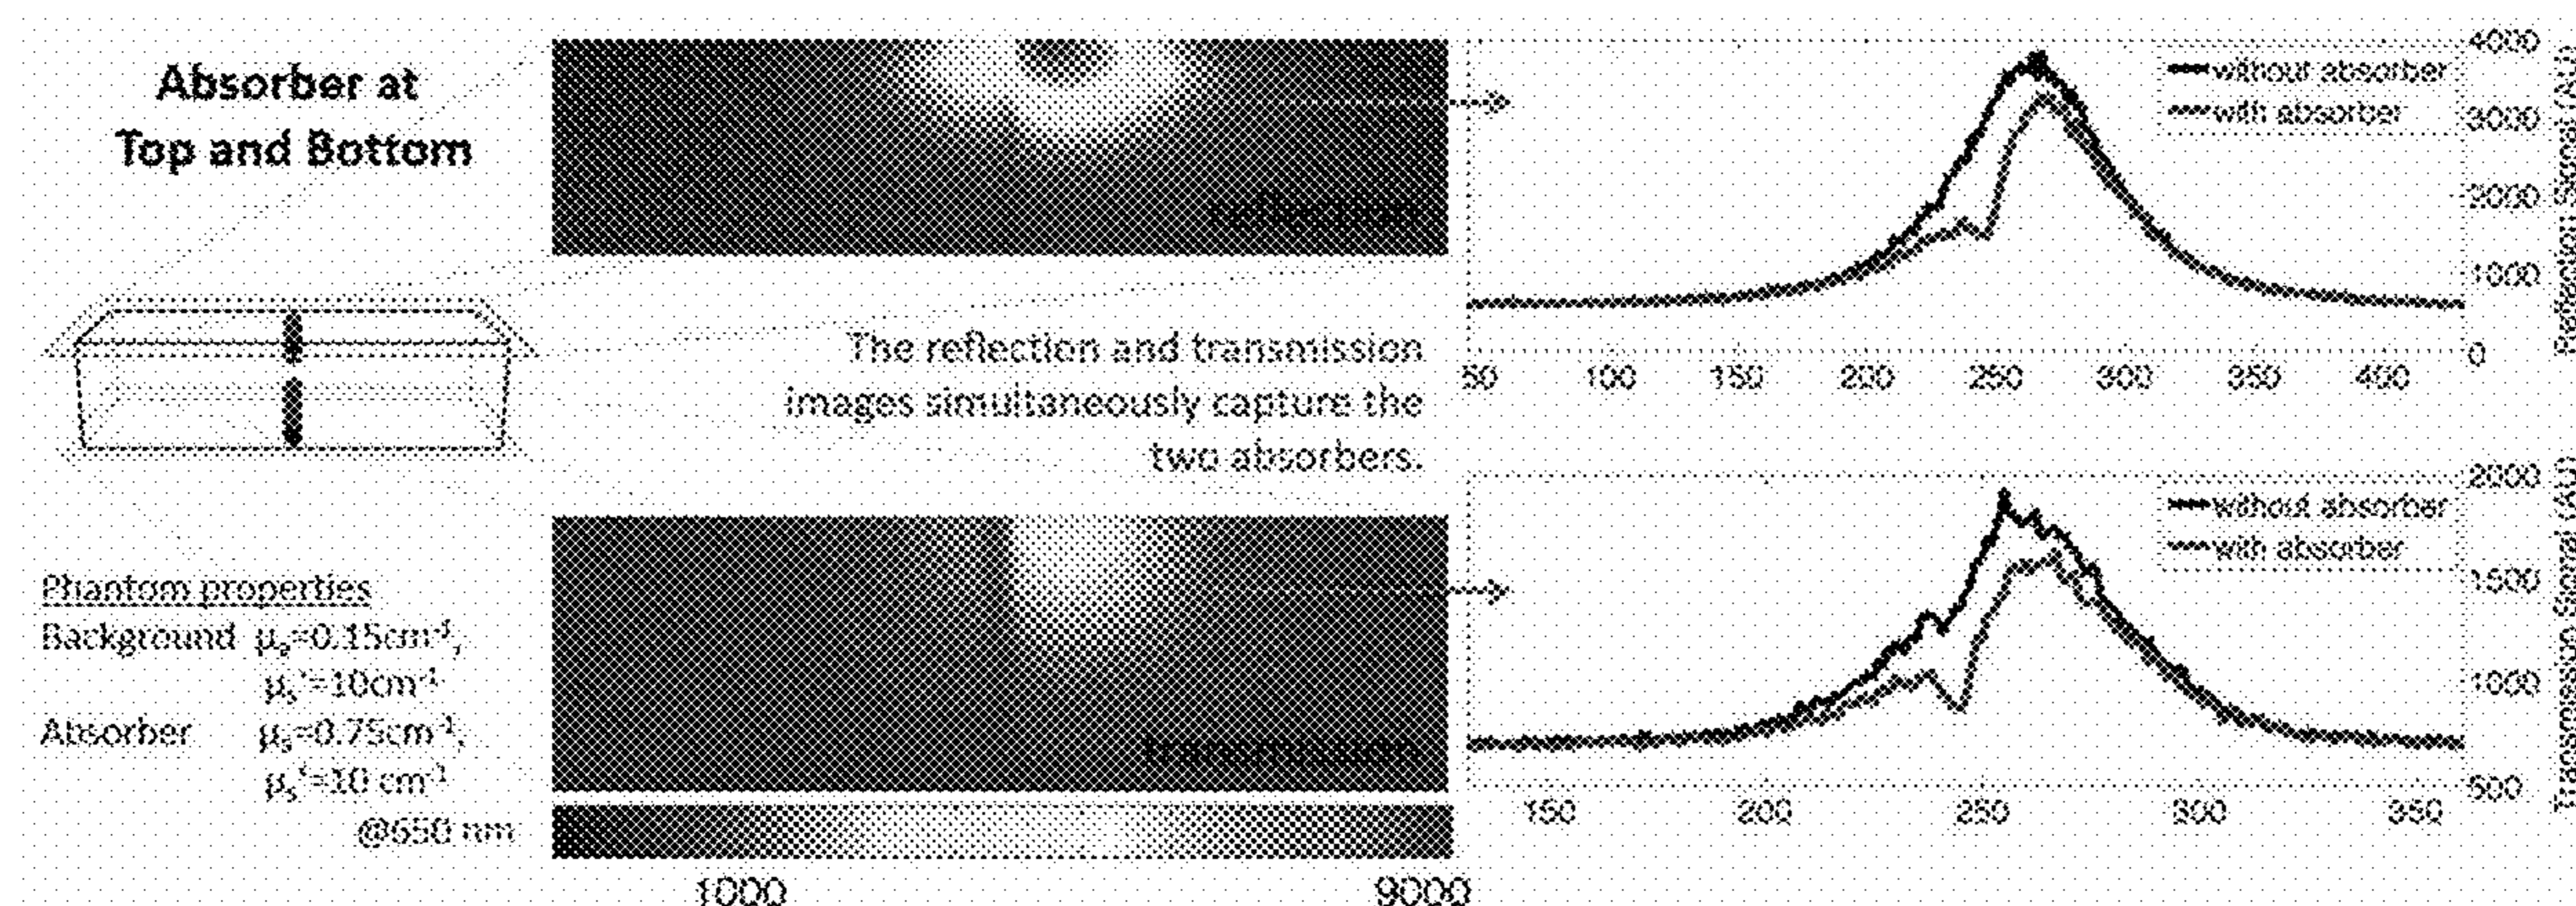 Absorber at
Top and Bottom
reflection
The reflection and transmission
images simultaneously capture the
two absorbers.
Phantom properties
Background μa=0.15cm-1,
μs'=10cm-1
Absorber μa=0.75cm-1,
μs'=10 cm-1
@650 nm
transmission
1000 9000
without absorber
with absorber
4000
3000
2000
1000
0
50 100 150 200 250 300 350 400
Reflection Signal (AU)
without absorber
with absorber
2000
1500
1000
500
150 200 250 300 350
Transmission Signal (AU)